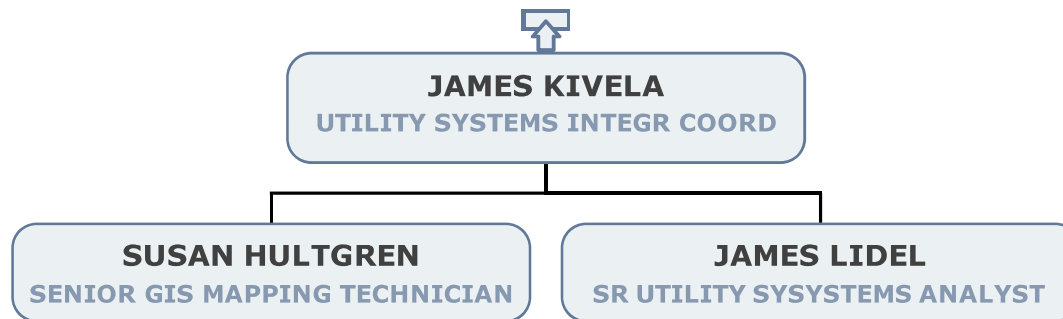 JAMES KIVELA
UTILITY SYSTEMS INTEGR COORD
SUSAN HULTGREN
SENIOR GIS MAPPING TECHNICIAN
JAMES LIDEL
SR UTILITY SYSYSTEMS ANALYST